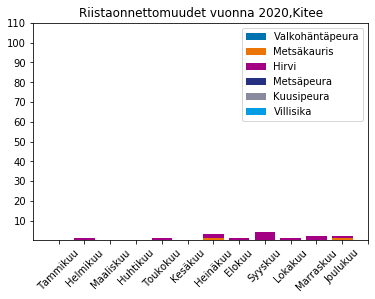 Riistaonnettomuudet vuonna 2020,Kitee
110
100
90
80
70
60
50
40
30
20
10
Valkohäntäpeura
Metsäkauris
Hirvi
Metsäpeura
Kuusipeura
Villisika
Tammikuu
Helmikuu
Maaliskuu
Huhtikuu
Toukokuu
Kesäkuu
Heinäkuu
Elokuu
Syyskuu
Lokakuu
Marraskuu
Joulukuu